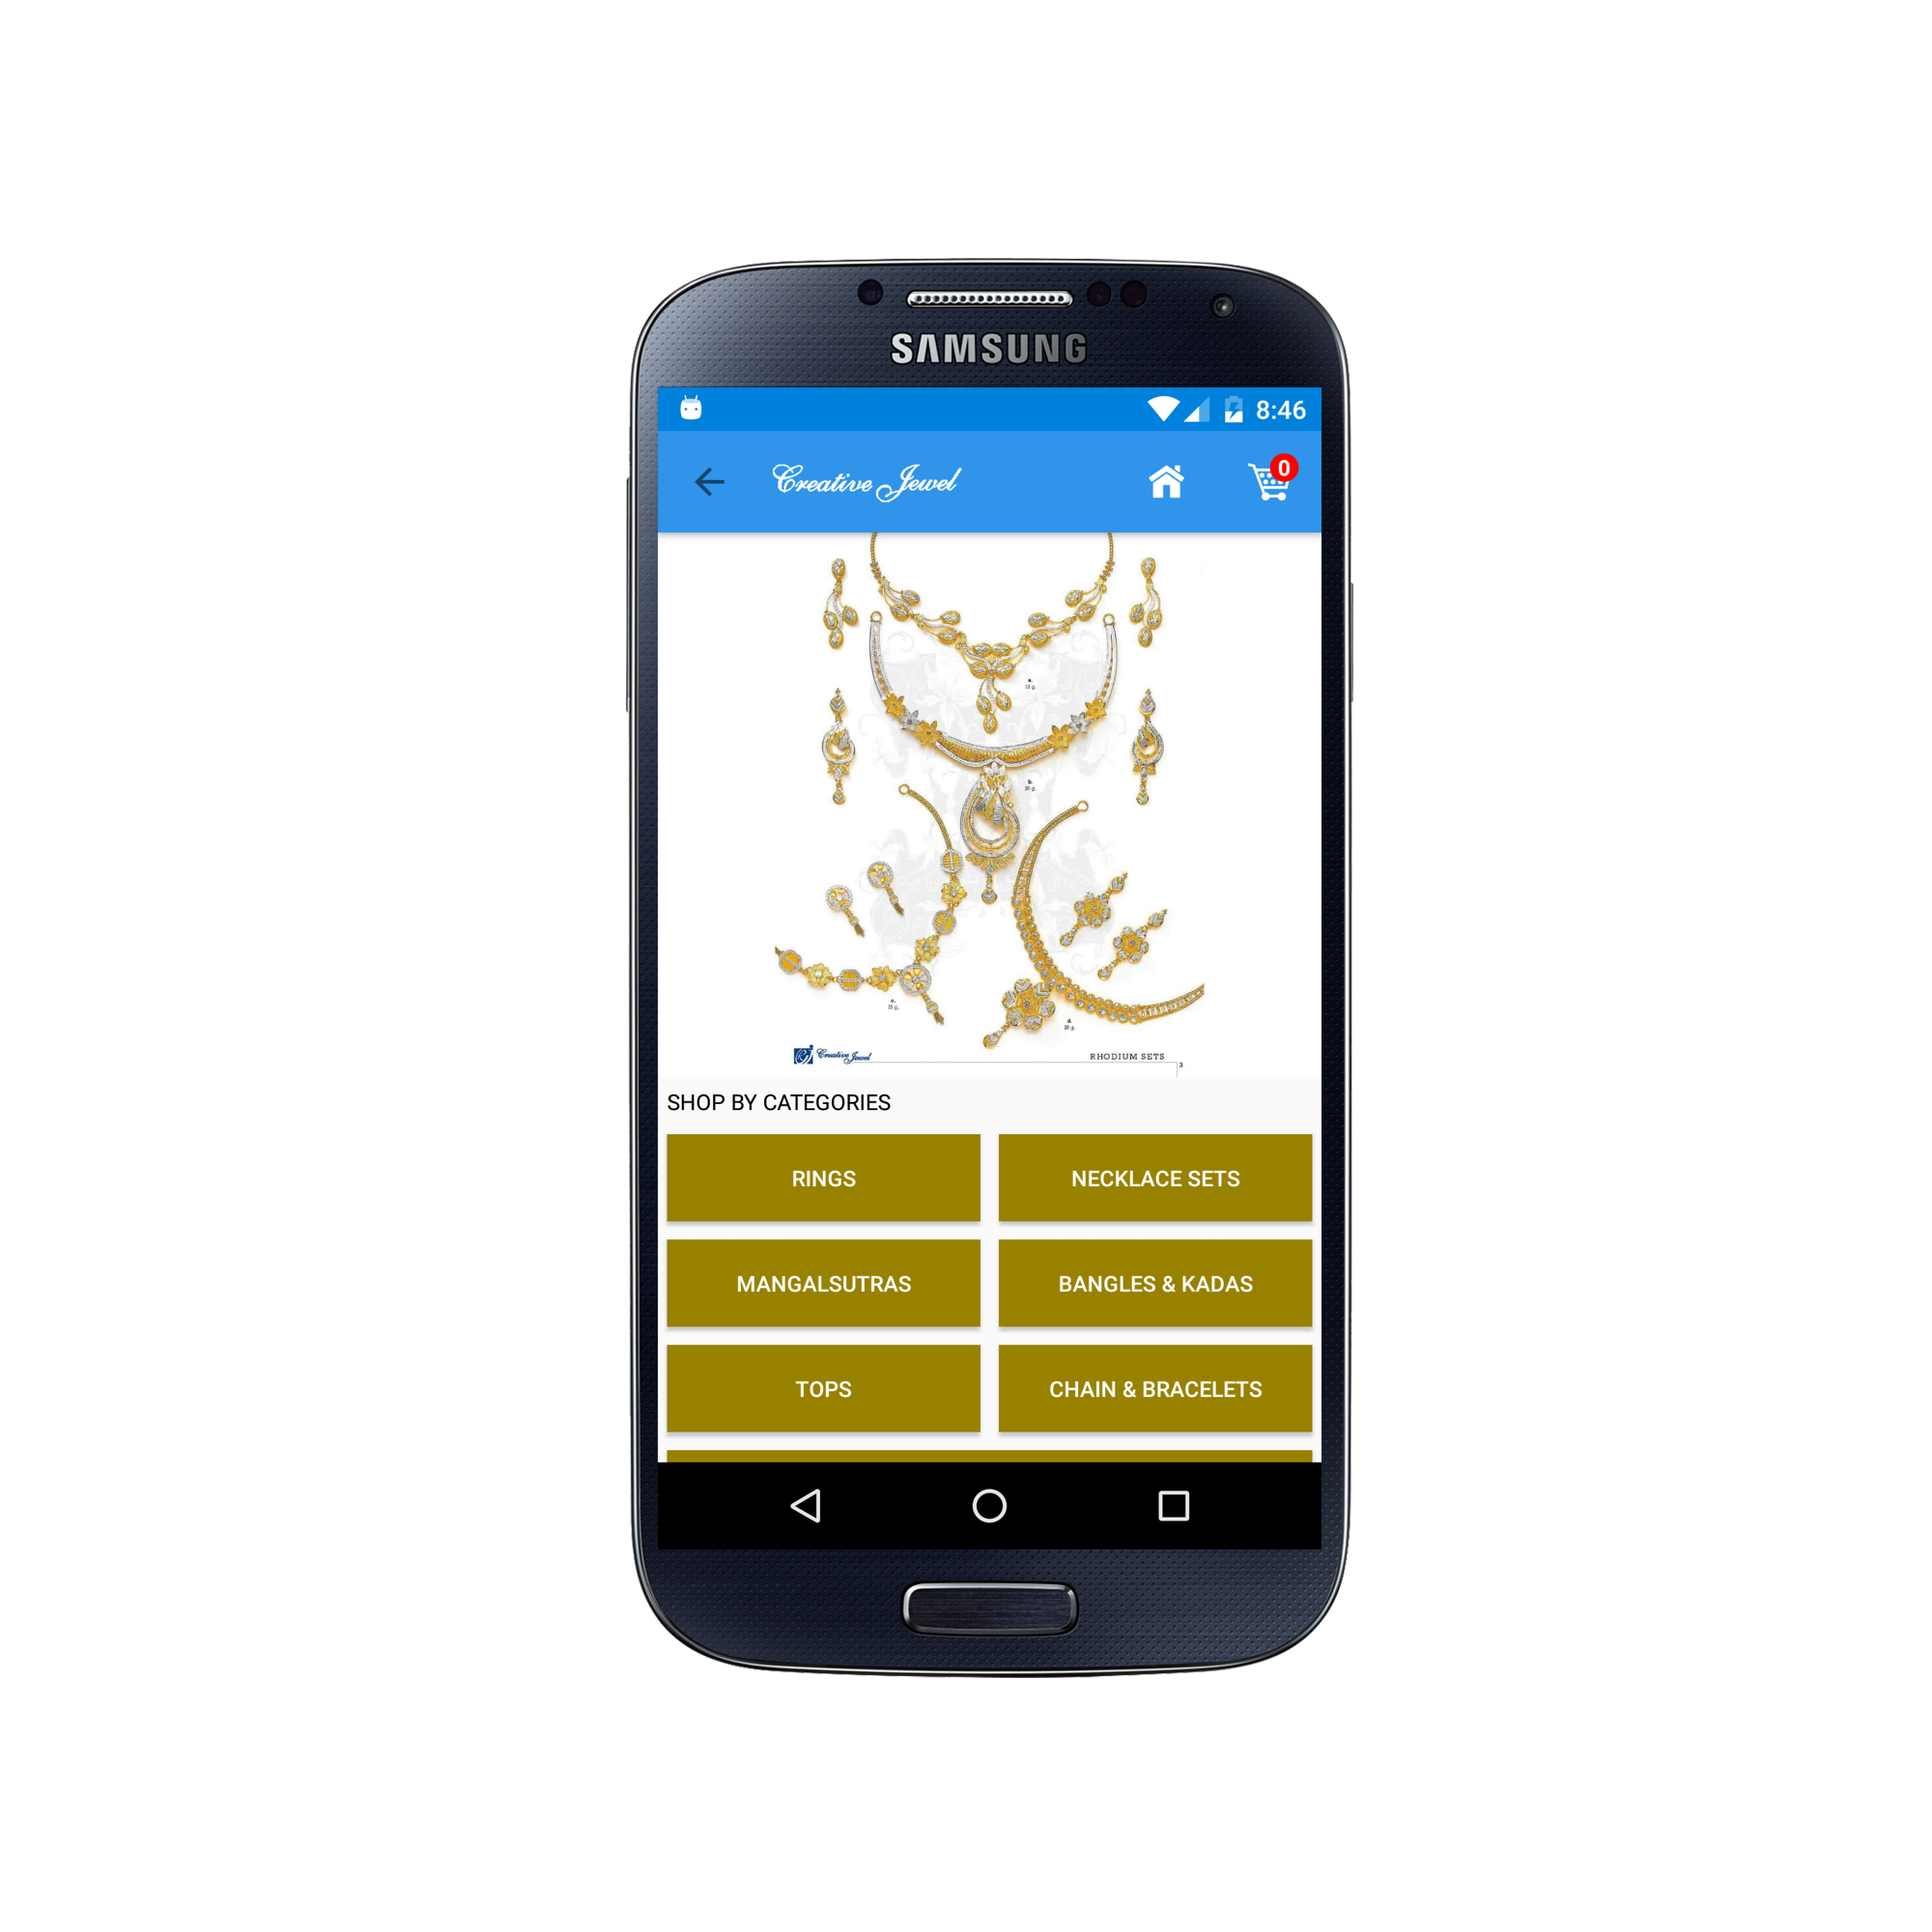 SAMSUNG
8:46
Creative Jewel
0
a.
b.
c.
d.
Creative Jewel
RHODIUM SETS
3
SHOP BY CATEGORIES
RINGS
NECKLACE SETS
MANGALSUTRAS
BANGLES & KADAS
TOPS
CHAIN & BRACELETS